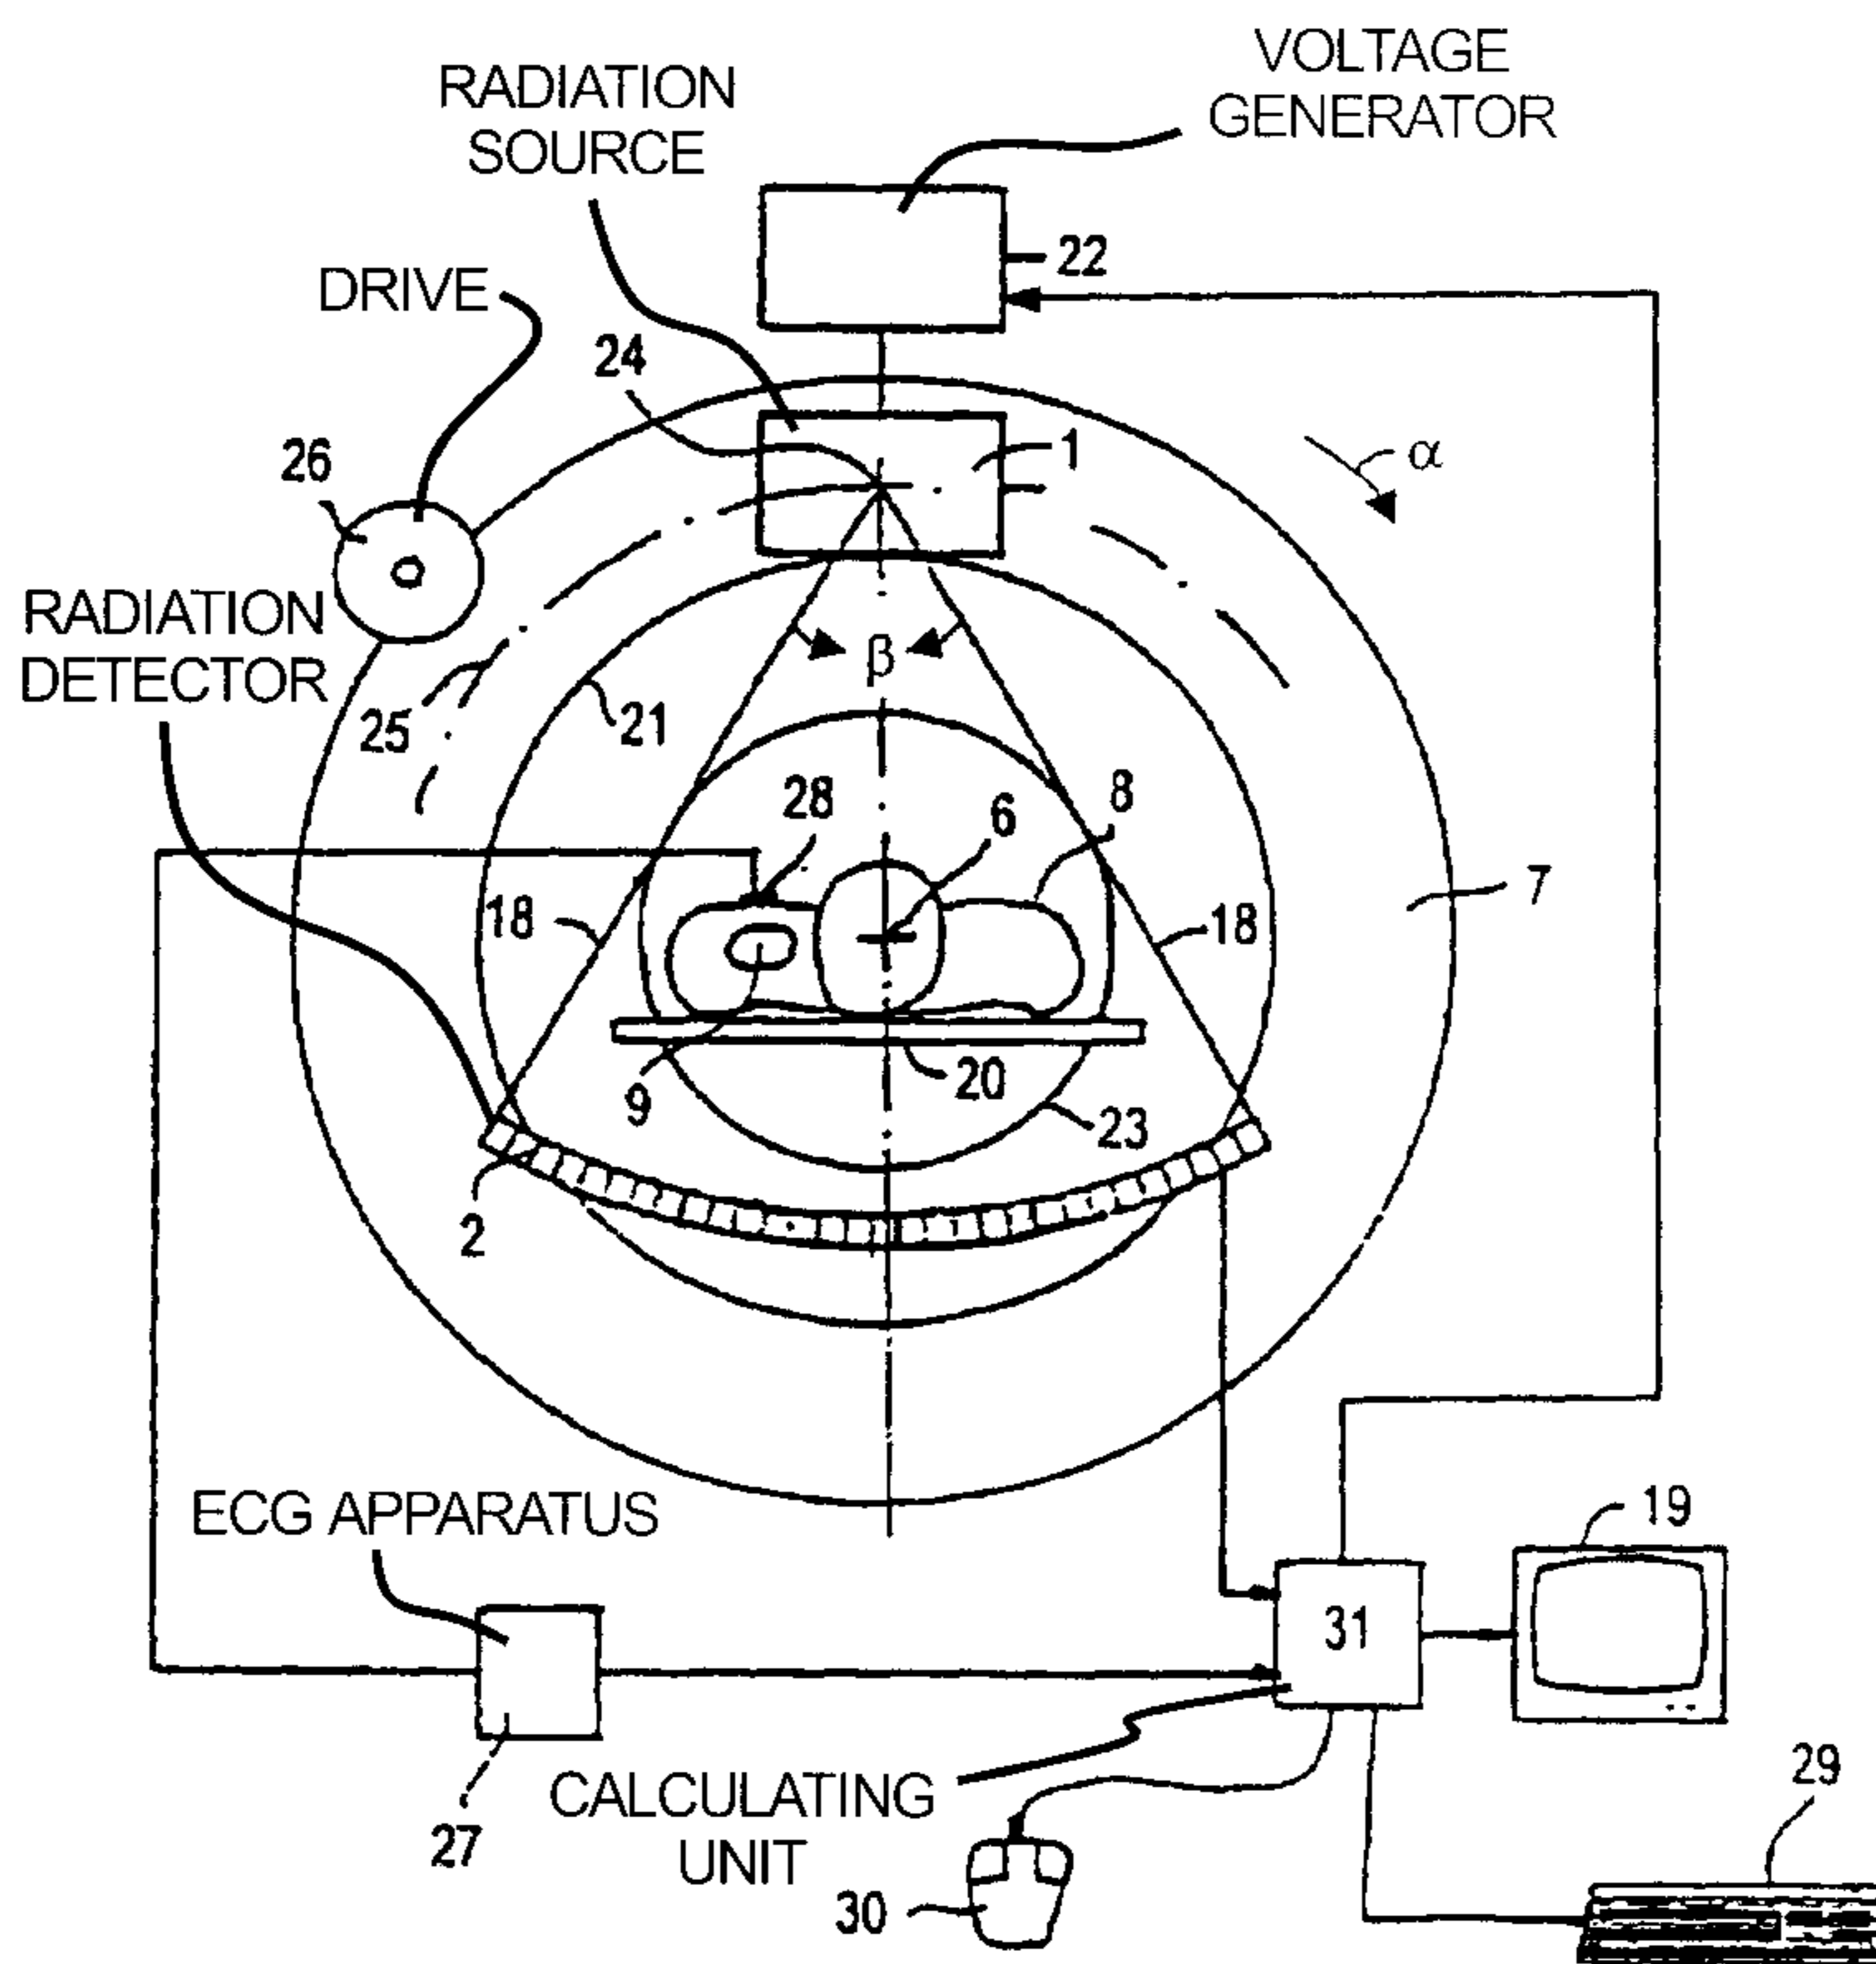 VOLTAGE
GENERATOR
RADIATION
SOURCE
22
DRIVE
24
26
1
α
RADIATION
DETECTOR
β
25
21
28
6
8
7
18
18
9
20
23
2
ECG APPARATUS
19
31
27
CALCULATING
UNIT
29
30